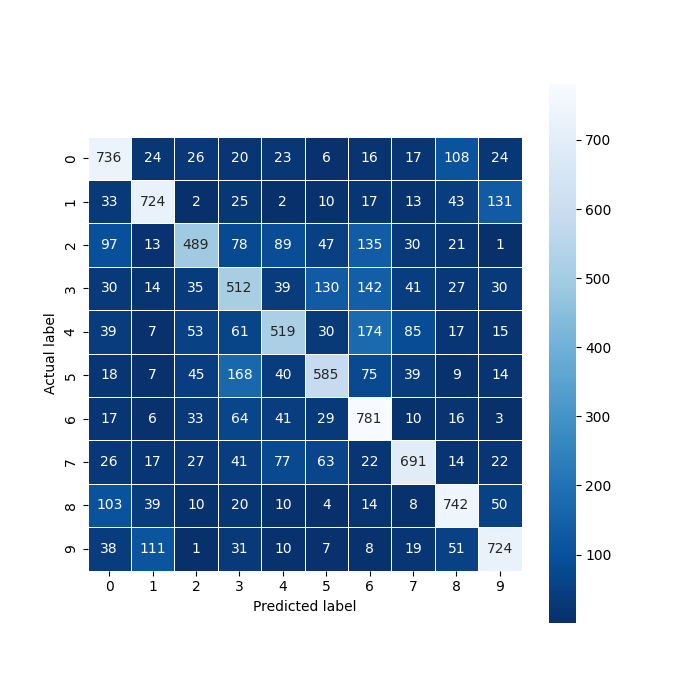 700
0 736 24 26 20 23 6 16 17 108 24
1 33 724 2 25 2 10 17 13 43 131
600
2 97 13 489 78 89 47 135 30 21 1
500
3 30 14 35 512 39 130 142 41 27 30
4 39 7 53 61 519 30 174 85 17 15
400
Actual label
5 18 7 45 168 40 585 75 39 9 14
300
6 17 6 33 64 41 29 781 10 16 3
7 26 17 27 41 77 63 22 691 14 22
200
8 103 39 10 20 10 4 14 8 742 50
9 38 111 1 31 10 7 8 19 51 724
100
0 1 2 3 4 5 6 7 8 9
Predicted label